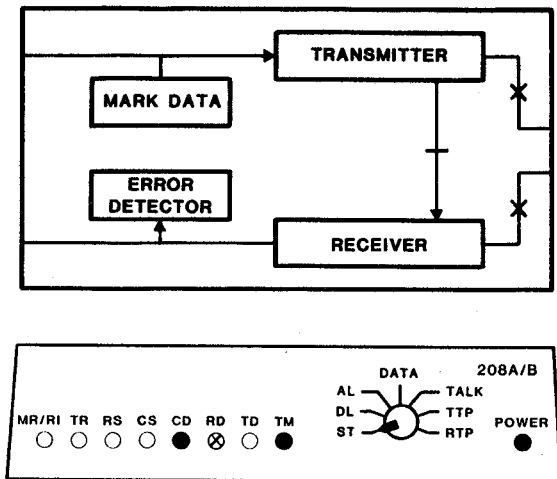 TRANSMITTER
MARK DATA
ERROR
DETECTOR
RECEIVER
DATA
208A/B
AL
TALK
DL
TTP
ST
RTP
MR/RI TR RS CS CD RD TD TM
POWER